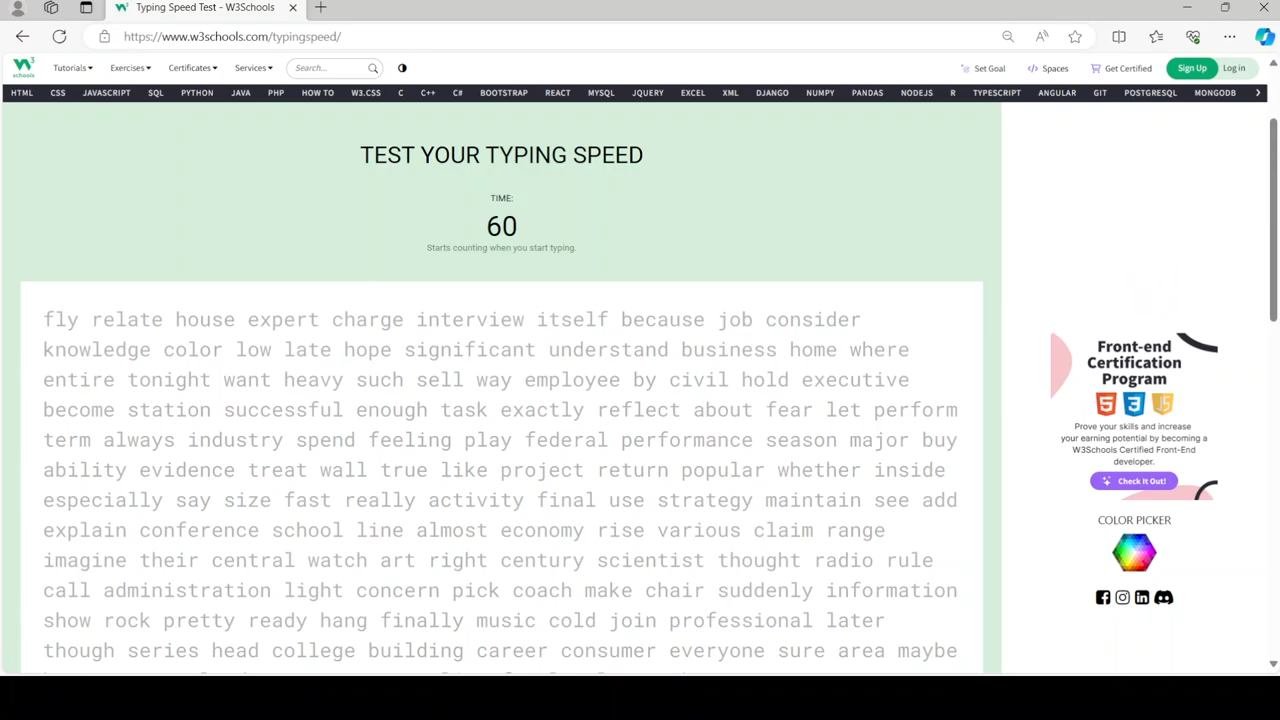 Typing Speed Test - W3Schools
https://www.w3schools.com/typingspeed/
W3 schools
Tutorials Exercises Certificates Services Search... Set Goal Spaces Get Certified Sign Up Log in
HTML CSS JAVASCRIPT SQL PYTHON JAVA PHP HOW TO W3.CSS C C++ C# BOOTSTRAP REACT MYSQL JQUERY EXCEL XML DJANGO NUMPY PANDAS NODEJS R TYPESCRIPT ANGULAR GIT POSTGRESQL MONGODB
TEST YOUR TYPING SPEED
TIME:
60
Starts counting when you start typing.
fly relate house expert charge interview itself because job consider
knowledge color low late hope significant understand business home where
entire tonight want heavy such sell way employee by civil hold executive
become station successful enough task exactly reflect about fear let perform
term always industry spend feeling play federal performance season major buy
ability evidence treat wall true like project return popular whether inside
especially say size fast really activity final use strategy maintain see add
explain conference school line almost economy rise various claim range
imagine their central watch art right century scientist thought radio rule
call administration light concern pick coach make chair suddenly information
show rock pretty ready hang finally music cold join professional later
though series head college building career consumer everyone sure area maybe
Front-end
Certification
Program
5 3 JS
Prove your skills and increase
your earning potential by becoming a
W3Schools Certified Front-End
developer.
Check It Out!
COLOR PICKER